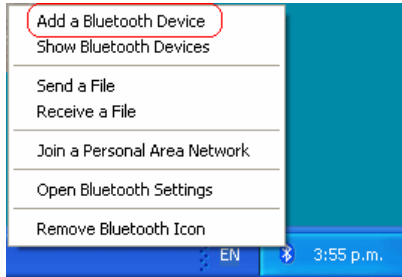 Add a Bluetooth Device
Show Bluetooth Devices
Send a File
Receive a File
Join a Personal Area Network
Open Bluetooth Settings
Remove Bluetooth Icon
EN 3:55 p.m.